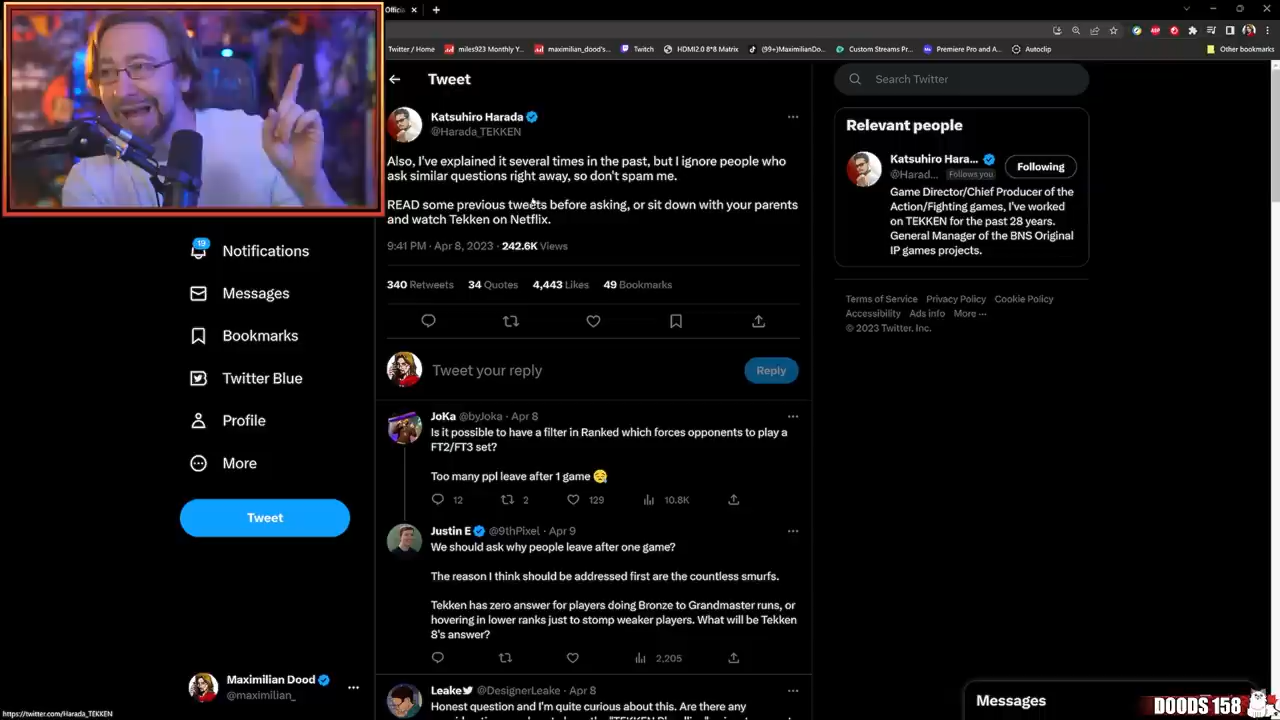 Officia
Twitter / Home
miles923 Monthly Y...
maximilian_dood's...
Twitch
HDMI2.0 8*8 Matrix
(99+)MaximilianDo...
Custom Streams Pr...
Premiere Pro and A...
Autoclip
Other bookmarks
Tweet
Katsuhiro Harada
@Harada_TEKKEN
Also, I've explained it several times in the past, but I ignore people who
ask similar questions right away, so don't spam me.
READ some previous tweets before asking, or sit down with your parents
and watch Tekken on Netflix.
9:41 PM · Apr 8, 2023 · 242.6K Views
340 Retweets 34 Quotes 4,443 Likes 49 Bookmarks
Tweet your reply
Reply
JoKa @byJoka · Apr 8
Is it possible to have a filter in Ranked which forces opponents to play a
FT2/FT3 set?
Too many ppl leave after 1 game 😪
12 2 129 10.8K
Justin E @9thPixel · Apr 9
We should ask why people leave after one game?
The reason I think should be addressed first are the countless smurfs.
Tekken has zero answer for players doing Bronze to Grandmaster runs, or
hovering in lower ranks just to stomp weaker players. What will be Tekken
8's answer?
2,205
Leake @DesignerLeake · Apr 8
Honest question and I'm quite curious about this. Are there any
19
Notifications
Messages
Bookmarks
Twitter Blue
Profile
More
Tweet
Maximilian Dood
@maximilian_
https://twitter.com/Harada_TEKKEN
Search Twitter
Relevant people
Katsuhiro Hara...
@Harad... Follows you
Following
Game Director/Chief Producer of the
Action/Fighting games, I've worked
on TEKKEN for the past 28 years.
General Manager of the BNS Original
IP games projects.
Terms of Service Privacy Policy Cookie Policy
Accessibility Ads info More ...
© 2023 Twitter, Inc.
Messages
DOODS 158